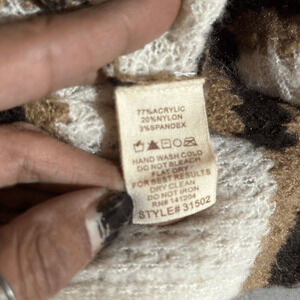 77%ACRYLIC
20%NYLON
3%SPANDEX
HAND WASH COLD
DO NOT BLEACH
FLAT DRY
FOR BEST RESULTS
DRY CLEAN
DO NOT IRON
RN# 141204
STYLE# 31502